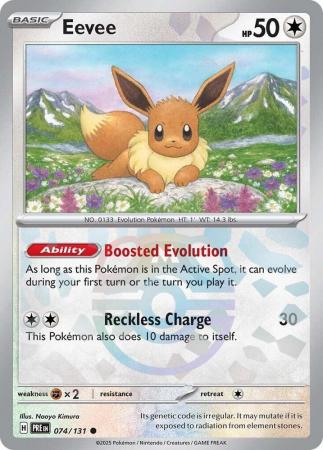 BASIC
Eevee
HP 50
NO. 0133 Evolution Pokémon HT: 1' WT: 14.3 lbs.
Ability Boosted Evolution
As long as this Pokémon is in the Active Spot, it can evolve
during your first turn or the turn you play it.
Reckless Charge 30
This Pokémon also does 10 damage to itself.
weakness ×2 resistance retreat
Illus. Naoyo Kimura
H PRE EN 074/131
Its genetic code is irregular. It may mutate if it is
exposed to radiation from element stones.
©2025 Pokémon / Nintendo / Creatures / GAME FREAK